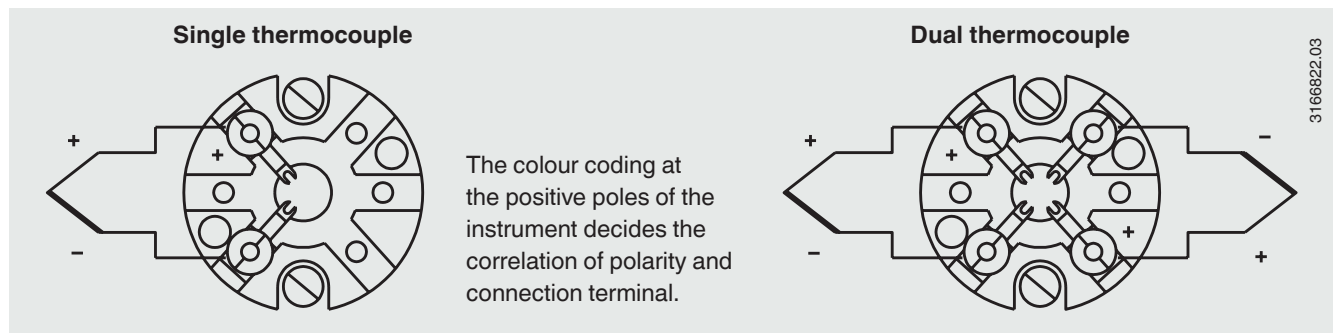 Single thermocouple
+
+
−
The colour coding at
the positive poles of the
instrument decides the
correlation of polarity and
connection terminal.
Dual thermocouple
+
−
+
+
−
+
3166822.03